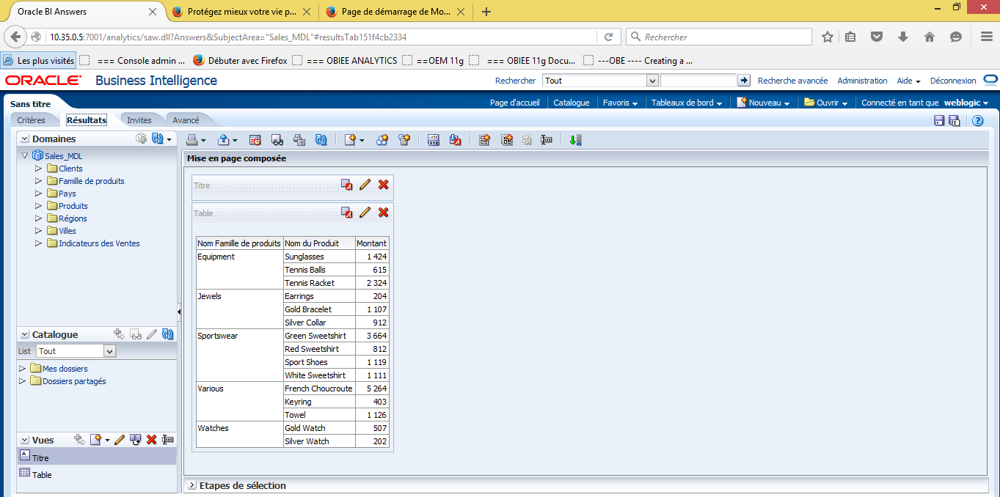 Oracle BI Answers
Protégez mieux votre vie p...
Page de démarrage de Mo...
10.35.0.5:7001/analytics/saw.dll?Answers&SubjectArea="Sales_MDL"#resultsTab151f4cb2334
Rechercher
Les plus visités
=== Console admin ...
Débuter avec Firefox
=== OBIEE ANALYTICS
==OEM 11g
=== OBIEE 11g Docu...
---OBE ---- Creating a ...
ORACLE Business Intelligence
Rechercher Tout Recherche avancée Administration Aide Déconnexion
Sans titre
Page d'accueil Catalogue Favoris Tableaux de bord Nouveau Ouvrir Connecté en tant que weblogic
Critères Résultats Invites Avancé
Domaines
Sales_MDL
Clients
Famille de produits
Pays
Produits
Régions
Villes
Indicateurs des Ventes
Catalogue
List Tout
Mes dossiers
Dossiers partagés
Vues
Titre
Table
Mise en page composée
Titre
Table
Nom Famille de produits Nom du Produit Montant
Equipment Sunglasses 1 424
Tennis Balls 615
Tennis Racket 2 324
Jewels Earrings 204
Gold Bracelet 1 107
Silver Collar 912
Sportswear Green Sweetshirt 3 664
Red Sweetshirt 812
Sport Shoes 1 119
White Sweetshirt 1 111
Various French Choucroute 5 264
Keyring 403
Towel 1 126
Watches Gold Watch 507
Silver Watch 202
Etapes de sélection